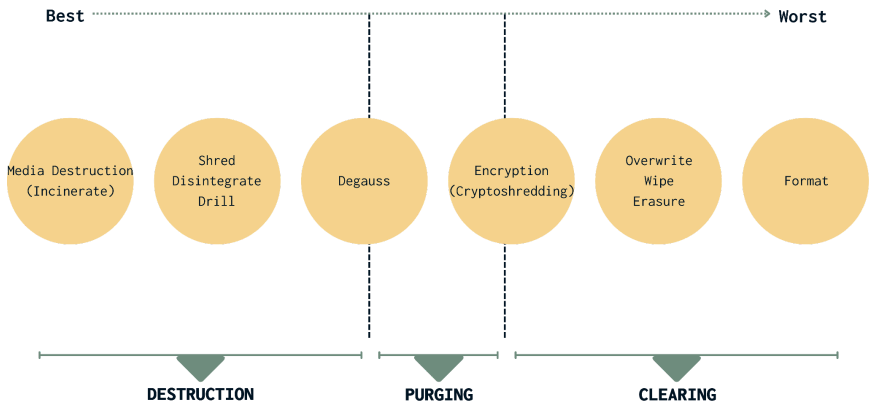 Best
Worst
Media Destruction
(Incinerate)
Shred
Disintegrate
Drill
Degauss
Encryption
(Cryptoshredding)
Overwrite
Wipe
Erasure
Format
DESTRUCTION
PURGING
CLEARING